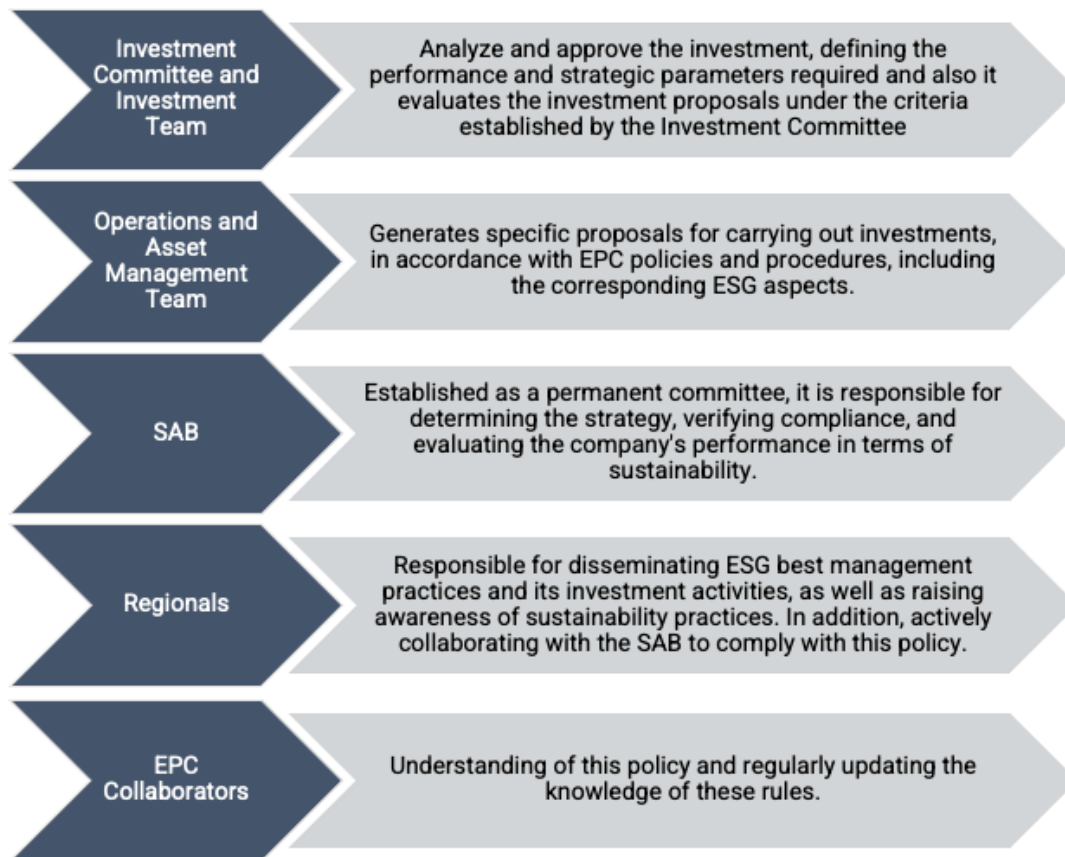 Investment
Committee and
Investment
Team
Analyze and approve the investment, defining the
performance and strategic parameters required and also it
evaluates the investment proposals under the criteria
established by the Investment Committee
Operations and
Asset
Management
Team
Generates specific proposals for carrying out investments,
in accordance with EPC policies and procedures, including
the corresponding ESG aspects.
SAB
Established as a permanent committee, it is responsible for
determining the strategy, verifying compliance, and
evaluating the company's performance in terms of
sustainability.
Regionals
Responsible for disseminating ESG best management
practices and its investment activities, as well as raising
awareness of sustainability practices. In addition, actively
collaborating with the SAB to comply with this policy.
EPC
Collaborators
Understanding of this policy and regularly updating the
knowledge of these rules.